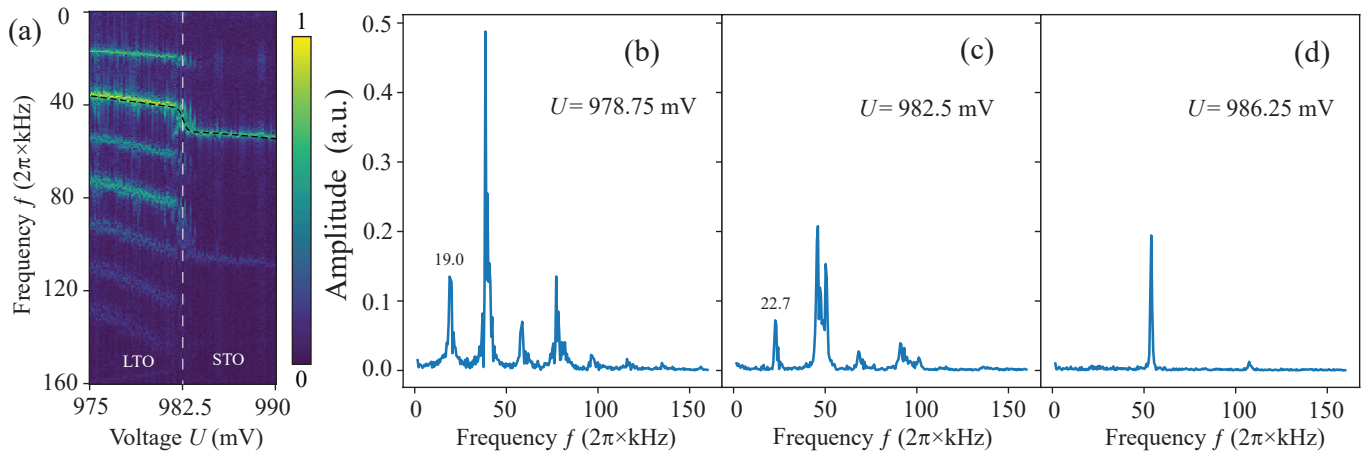 (a)
0
40
80
120
160
Frequency f (2π×kHz)
LTO
STO
975
982.5
990
Voltage U (mV)
1
0
Amplitude (a.u.)
0.5
0.4
0.3
0.2
0.1
0.0
(b)
U = 978.75 mV
19.0
0
50
100
150
Frequency f (2π×kHz)
(c)
U = 982.5 mV
22.7
0
50
100
150
Frequency f (2π×kHz)
(d)
U = 986.25 mV
0
50
100
150
Frequency f (2π×kHz)